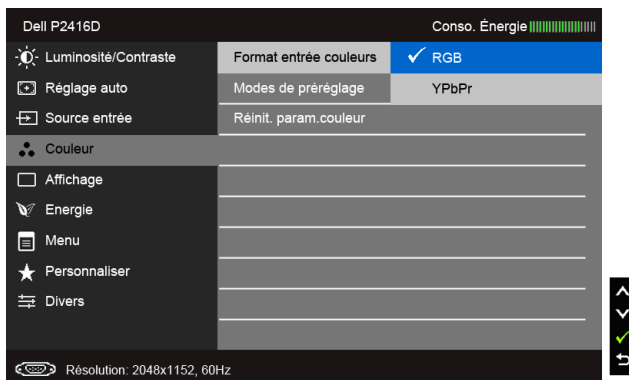 Dell P2416D Conso. Énergie
Luminosité/Contraste Format entrée couleurs RGB
Réglage auto Modes de préréglage YPbPr
Source entrée Réinit. param.couleur
Couleur
Affichage
Energie
Menu
Personnaliser
Divers
Résolution: 2048x1152, 60Hz